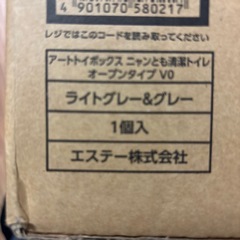 4 901070 580217
レジではこのコードを読み取ってください
アートトイボックス ニャンとも清潔トイレ
オープンタイプ V0
ライトグレー&グレー
1個入
エステー株式会社